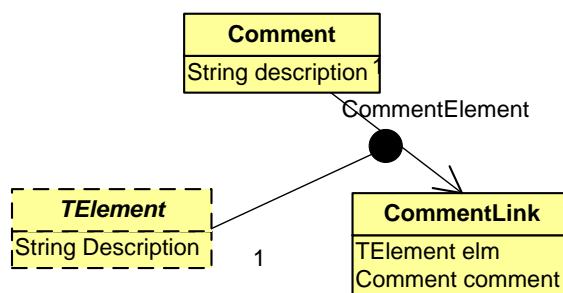 Comment
String description 1
CommentElement
TElement
String Description
1
CommentLink
TElement elm
Comment comment